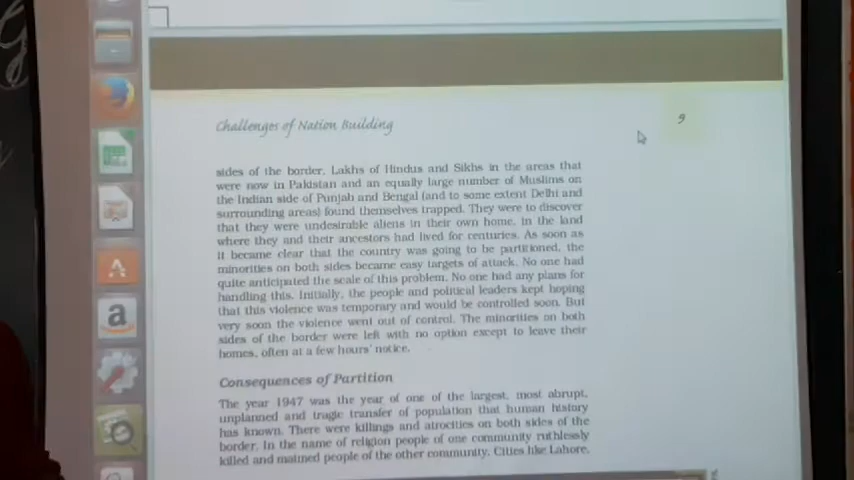 Challenges of Nation Building
9
sides of the border. Lakhs of Hindus and Sikhs in the areas that
were now in Pakistan and an equally large number of Muslims on
the Indian side of Punjab and Bengal (and to some extent Delhi and
surrounding areas) found themselves trapped. They were to discover
that they were undesirable aliens in their own home, in the land
where they and their ancestors had lived for centuries. As soon as
it became clear that the country was going to be partitioned, the
minorities on both sides became easy targets of attack. No one had
quite anticipated the scale of this problem. No one had any plans for
handling this. Initially, the people and political leaders kept hoping
that this violence was temporary and would be controlled soon. But
very soon the violence went out of control. The minorities on both
sides of the border were left with no option except to leave their
homes, often at a few hours' notice.
Consequences of Partition
The year 1947 was the year of one of the largest, most abrupt,
unplanned and tragic transfer of population that human history
has known. There were killings and atrocities on both sides of the
border. In the name of religion people of one community ruthlessly
killed and maimed people of the other community. Cities like Lahore,